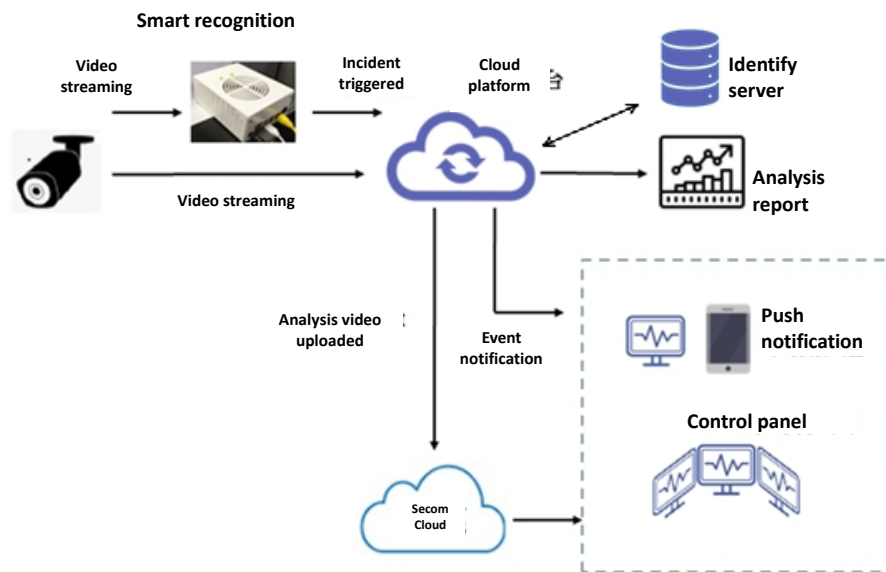 Smart recognition
Video
streaming
Incident
triggered
Cloud
platform
Identify
server
Video streaming
Analysis
report
Analysis video
uploaded
Event
notification
Push
notification
Control panel
Secom
Cloud